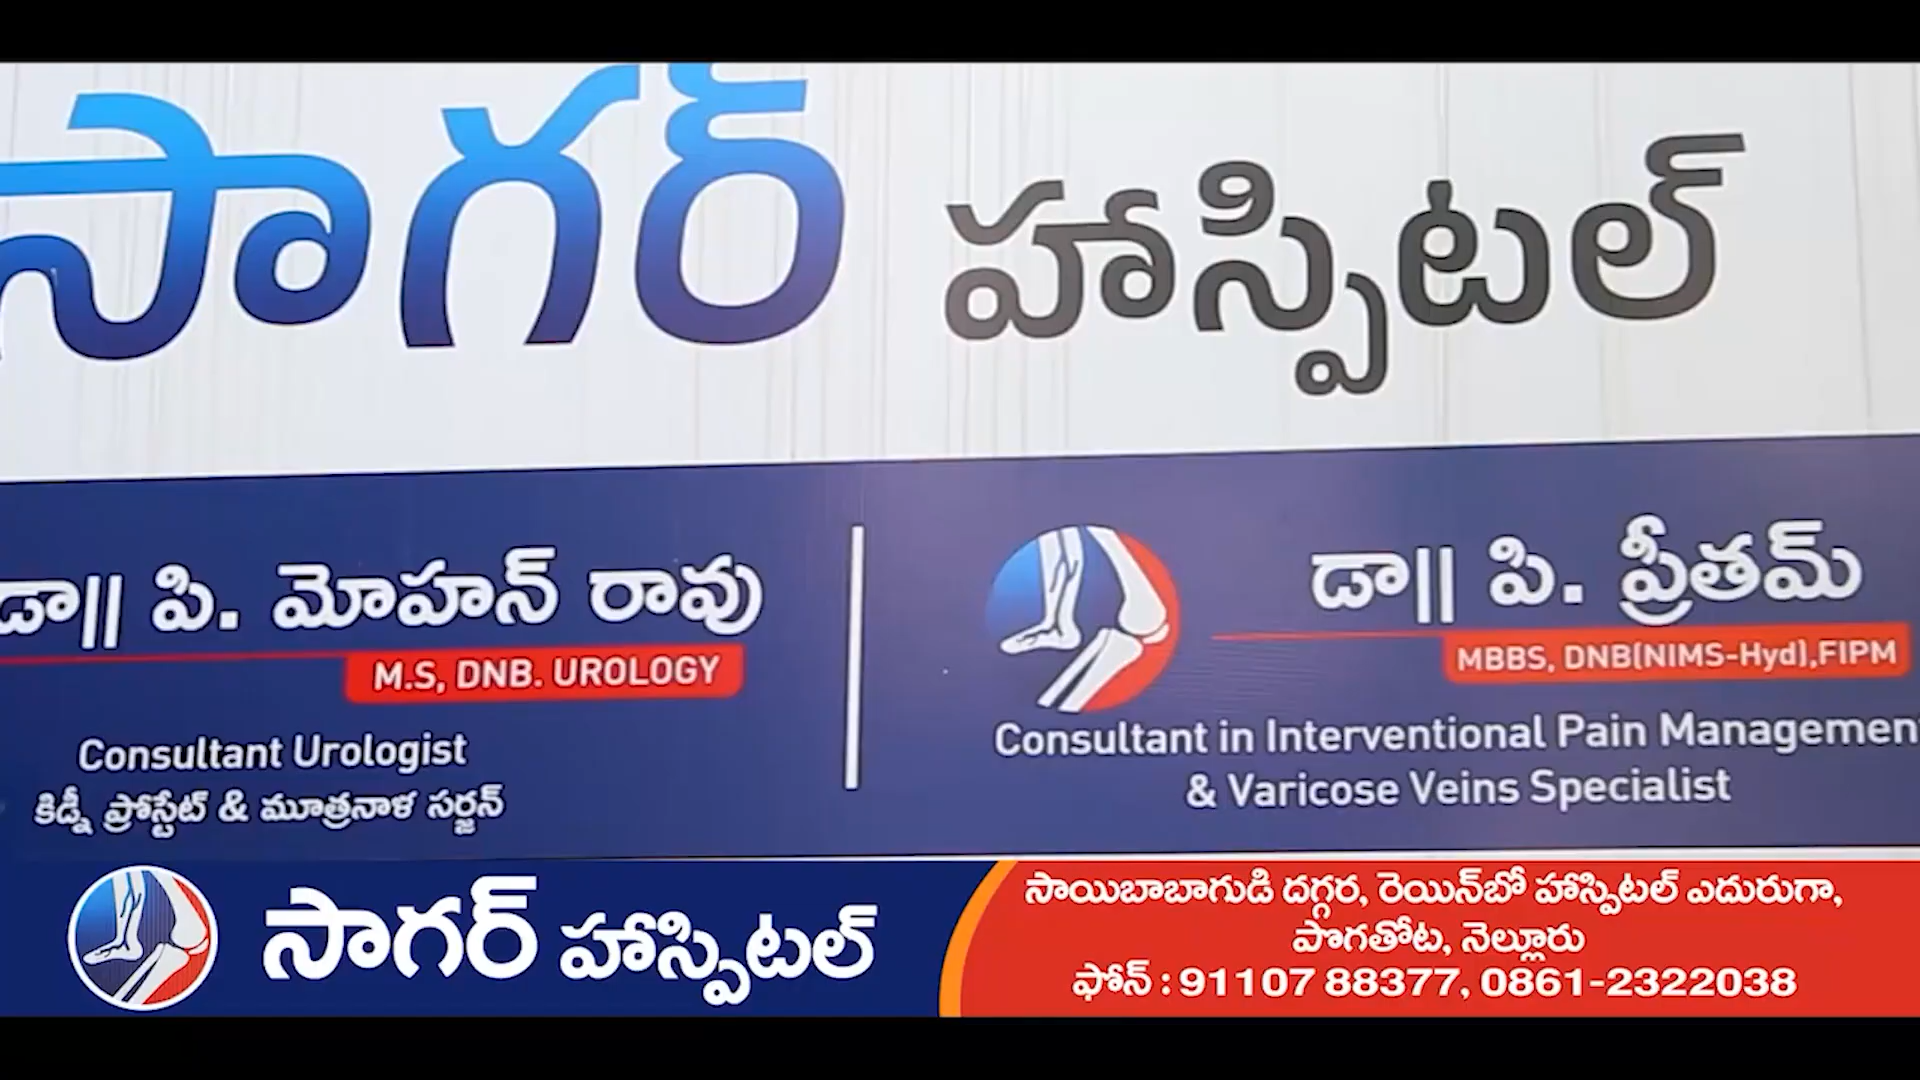 సాగర్ హాస్పిటల్
డా|| పి. మోహన్ రావు
M.S, DNB. UROLOGY
Consultant Urologist
కిడ్నీ ప్రోస్టేట్ & మూత్రనాళ సర్జన్
డా|| పి. ప్రీతమ్
MBBS, DNB(NIMS-Hyd),FIPM
Consultant in Interventional Pain Managemen
& Varicose Veins Specialist
సాగర్ హాస్పిటల్
సాయిబాబాగుడి దగ్గర, రెయిన్‌బో హాస్పిటల్ ఎదురుగా,
పొగతోట, నెల్లూరు
ఫోన్ : 91107 88377, 0861-2322038